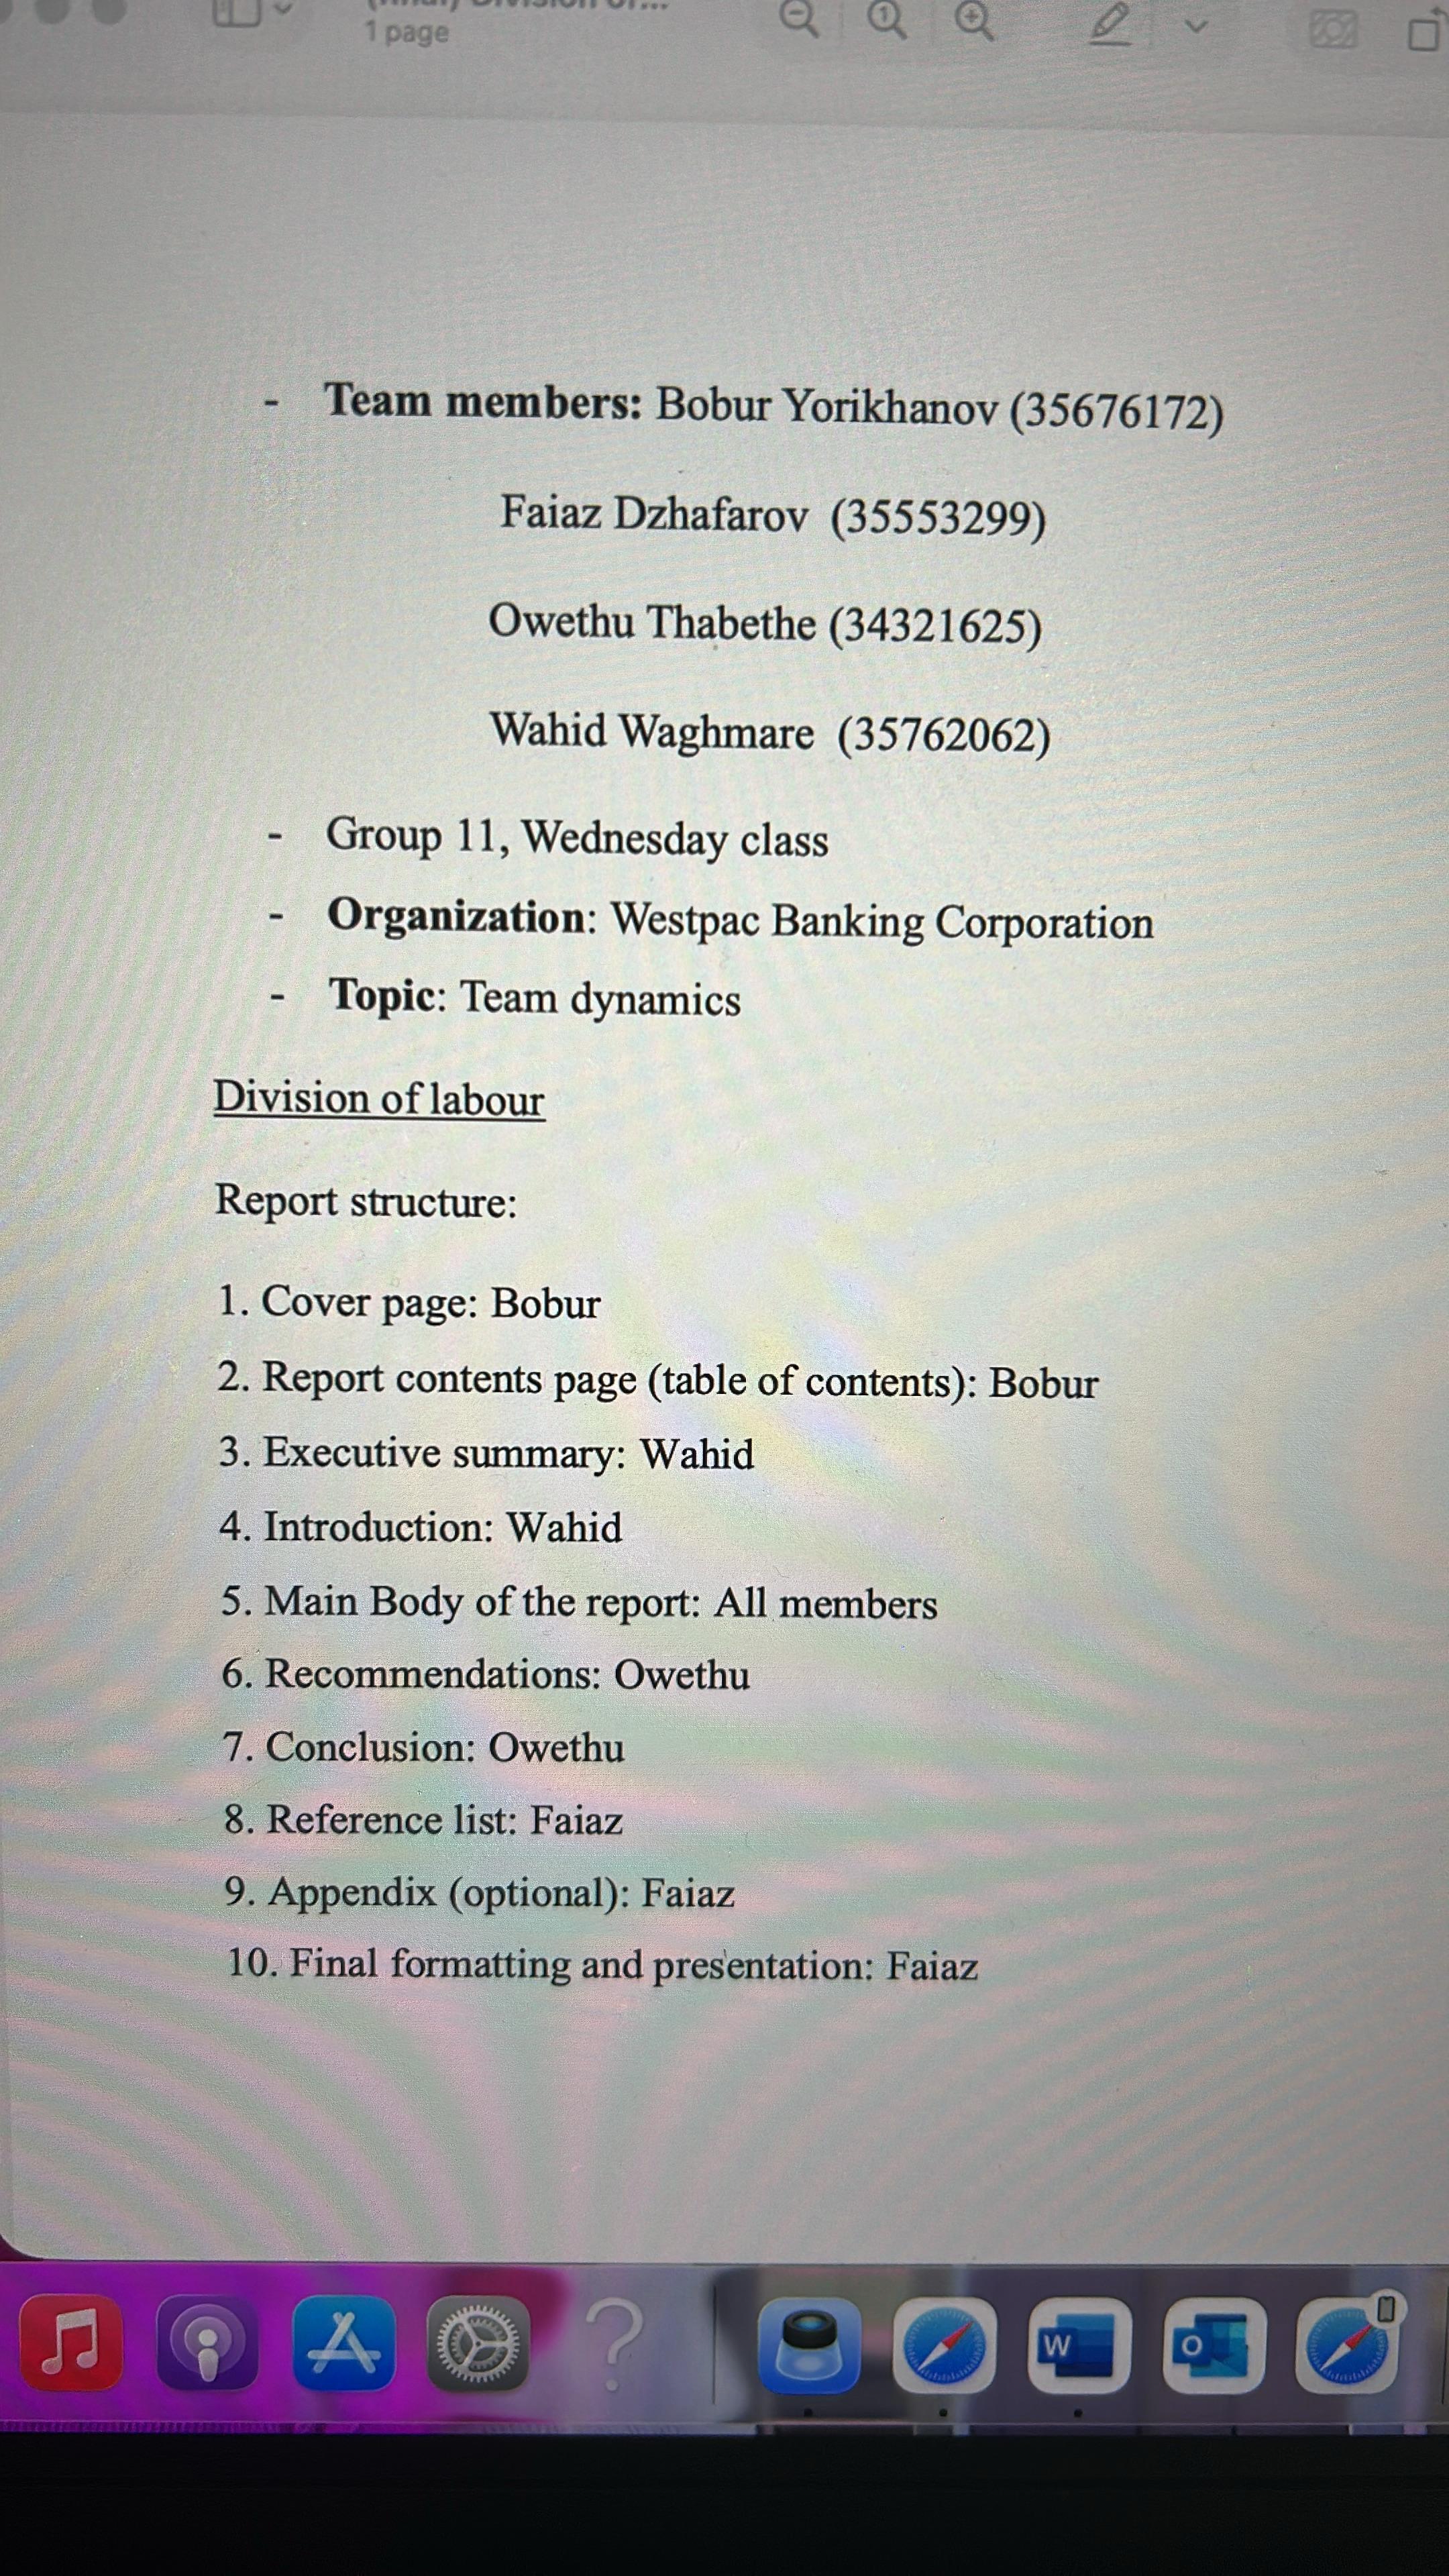 1 page
- Team members: Bobur Yorikhanov (35676172)
Faiaz Dzhafarov (35553299)
Owethu Thabethe (34321625)
Wahid Waghmare (35762062)
- Group 11, Wednesday class
- Organization: Westpac Banking Corporation
- Topic: Team dynamics
Division of labour
Report structure:
1. Cover page: Bobur
2. Report contents page (table of contents): Bobur
3. Executive summary: Wahid
4. Introduction: Wahid
5. Main Body of the report: All members
6. Recommendations: Owethu
7. Conclusion: Owethu
8. Reference list: Faiaz
9. Appendix (optional): Faiaz
10. Final formatting and presentation: Faiaz
?
W
O